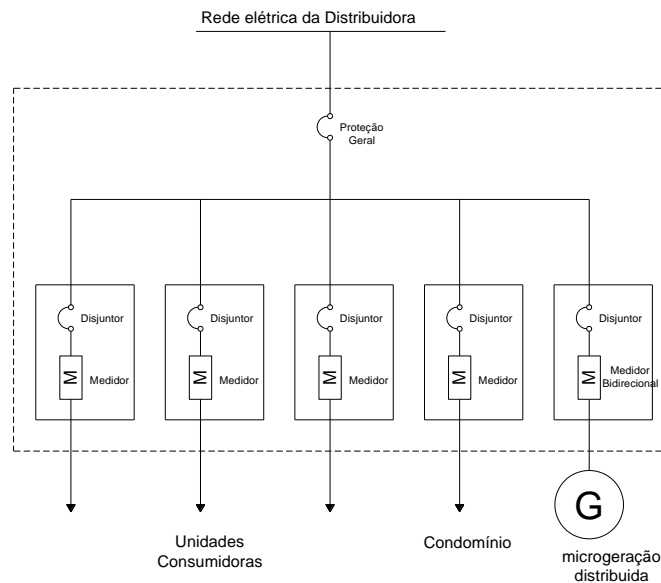 Rede elétrica da Distribuidora
Proteção
Geral
Disjuntor
Disjuntor
Disjuntor
Disjuntor
Disjuntor
M
Medidor
M
Medidor
M
Medidor
M
Medidor
M
Medidor
Bidirecional
G
Unidades
Consumidoras
Condomínio
microgeração
distribuida